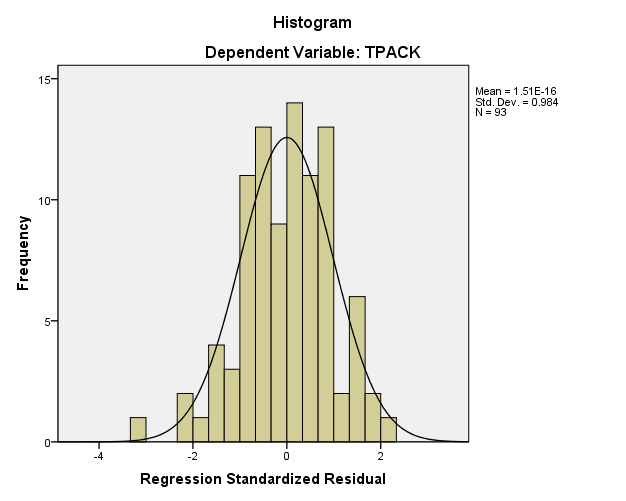 Histogram
Dependent Variable: TPACK
Mean = 1.51E-16
Std. Dev. = 0.984
N = 93
15
10
5
0
Frequency
-4
-2
0
2
Regression Standardized Residual